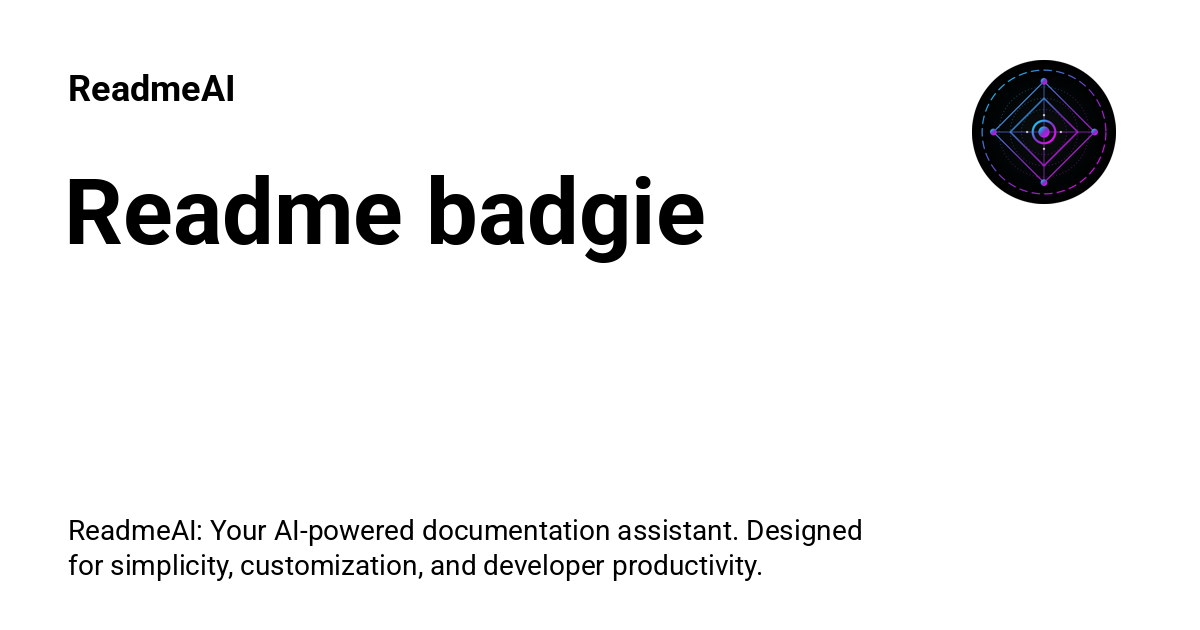 ReadmeAI
Readme badgie
ReadmeAI: Your AI-powered documentation assistant. Designed
for simplicity, customization, and developer productivity.